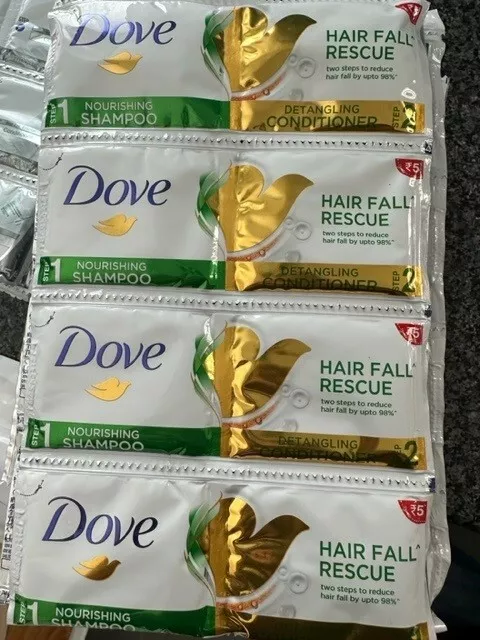 Dove
HAIR FALL^
RESCUE
two steps to reduce
hair fall by upto 98%*
STEP 1 NOURISHING
SHAMPOO
DETANGLING
CONDITIONER
STEP
Dove
₹5
HAIR FALL^
RESCUE
two steps to reduce
hair fall by upto 98%*
STEP 1 NOURISHING
SHAMPOO
DETANGLING
CONDITIONER
STEP 2
Dove
₹5
HAIR FALL^
RESCUE
two steps to reduce
hair fall by upto 98%*
STEP 1 NOURISHING
SHAMPOO
DETANGLING
CONDITIONER
STEP 2
Dove
₹5
HAIR FALL^
RESCUE
two steps to reduce
hair fall by upto 98%*
STEP 1 NOURISHING
SHAMPOO